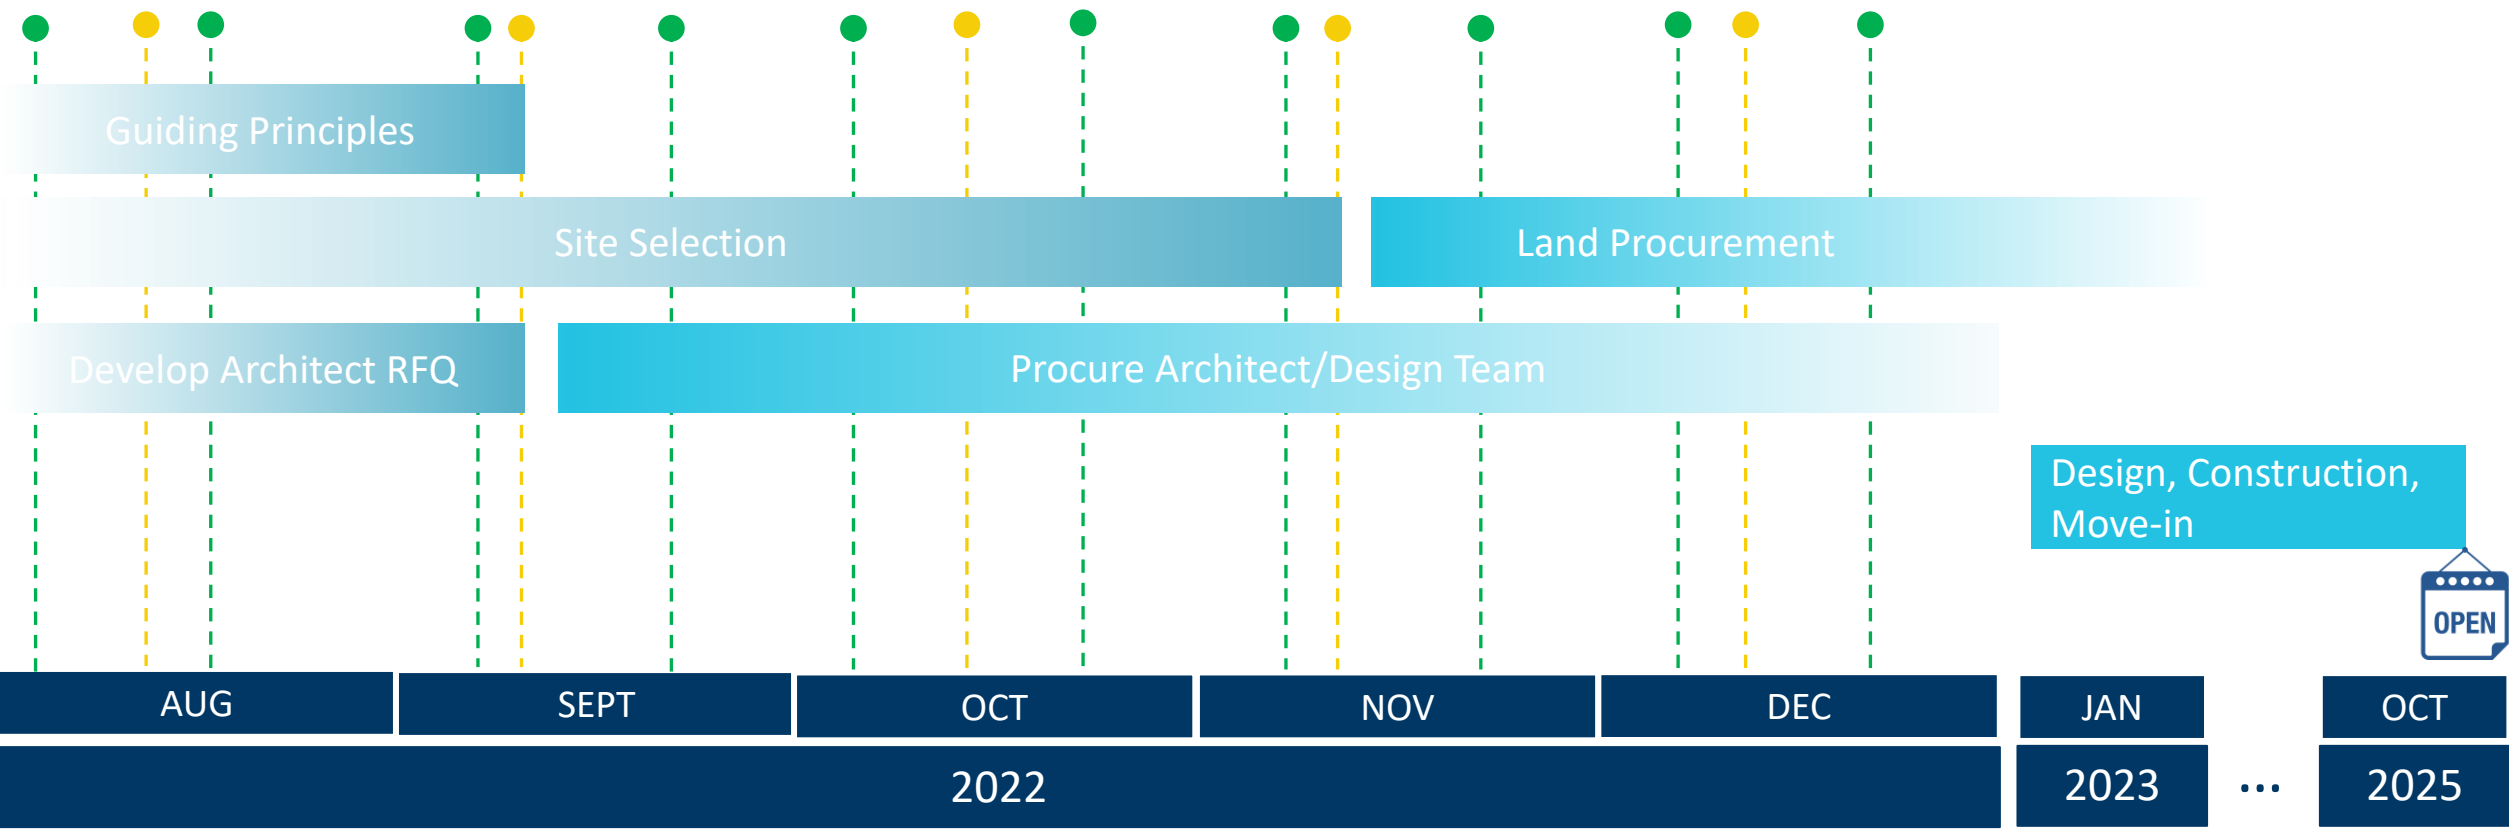 Guiding Principles
Site Selection
Land Procurement
Develop Architect RFQ
Procure Architect/Design Team
Design, Construction,
Move-in
OPEN
AUG
SEPT
OCT
NOV
DEC
JAN
OCT
2022
2023
...
2025